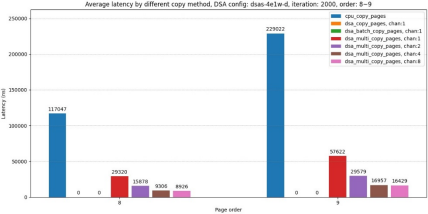 Average latency by different copy method, DSA config: dsas-4e1w-d, iteration: 2000, order: 8~9
cpu_copy_pages
dsa_copy_pages, chan:1
dsa_batch_copy_pages, chan:1
dsa_multi_copy_pages, chan:1
dsa_multi_copy_pages, chan:2
dsa_multi_copy_pages, chan:4
dsa_multi_copy_pages, chan:8
Latency (ns)
250000
200000
150000
100000
50000
0
117047
0
0
29320
15878
9306
8926
229022
0
0
57622
29579
16957
16429
8
9
Page order